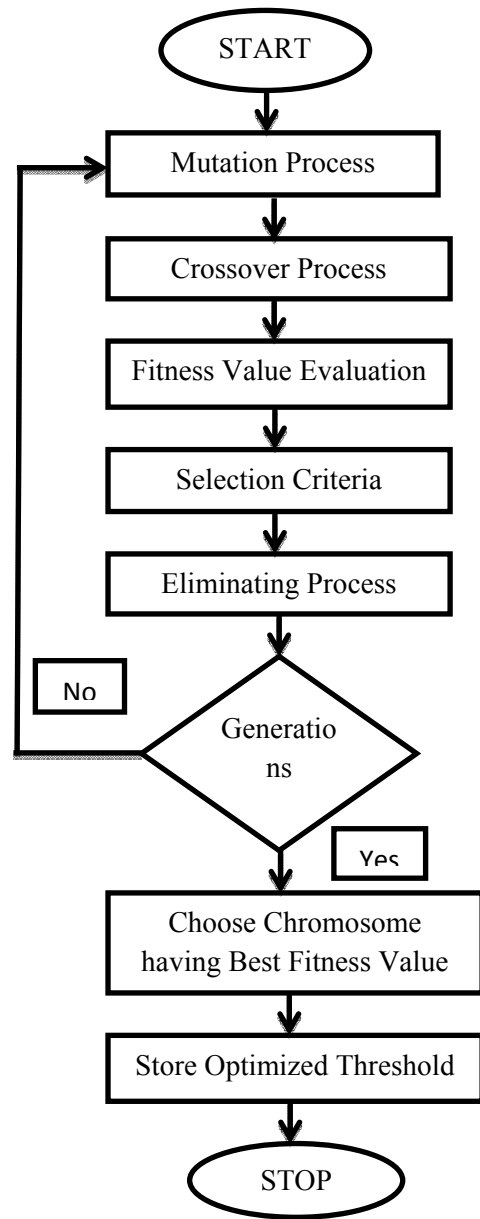 START
Mutation Process
Crossover Process
Fitness Value Evaluation
Selection Criteria
Eliminating Process
No
Generatio
ns
Yes
Choose Chromosome
having Best Fitness Value
Store Optimized Threshold
STOP